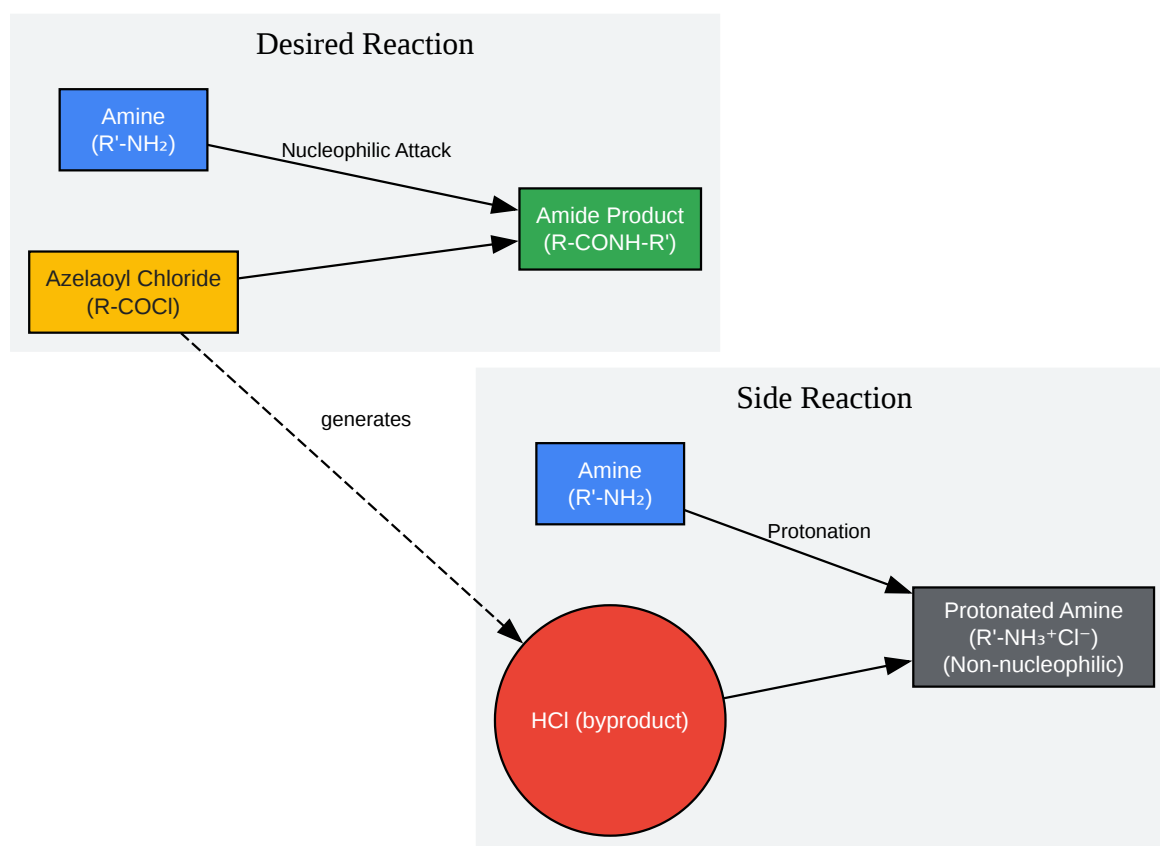 Desired Reaction
Amine
(R'-NH₂)
Nucleophilic Attack
Amide Product
(R-CONH-R')
Azelaoyl Chloride
(R-COCl)
generates
Side Reaction
Amine
(R'-NH₂)
Protonation
Protonated Amine
(R'-NH₃⁺Cl⁻)
(Non-nucleophilic)
HCl (byproduct)